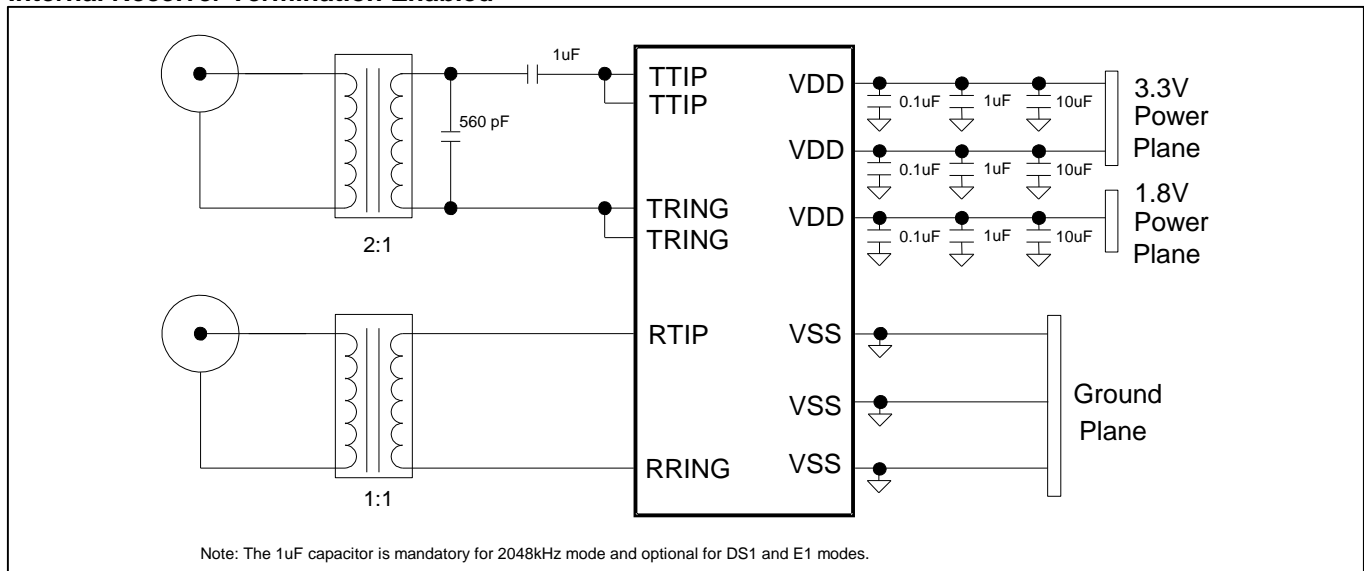 Internal Receiver Termination Enabled
1uF
TTIP
TTIP
560 pF
TRING
TRING
2:1
RTIP
RRING
1:1
VDD
0.1uF
1uF
10uF
VDD
0.1uF
1uF
10uF
3.3V
Power
Plane
VDD
0.1uF
1uF
10uF
1.8V
Power
Plane
VSS
VSS
VSS
Ground
Plane
Note: The 1uF capacitor is mandatory for 2048kHz mode and optional for DS1 and E1 modes.